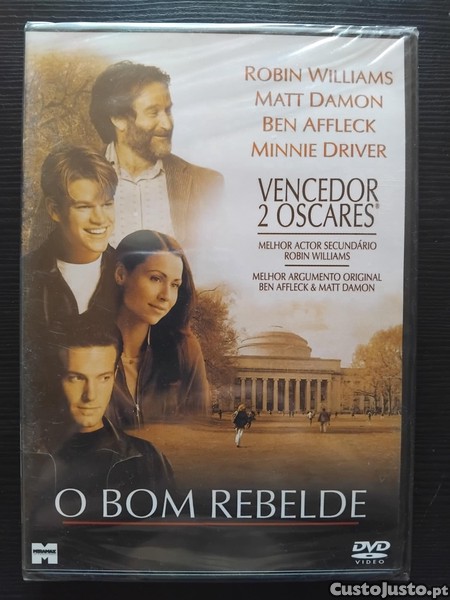 ROBIN WILLIAMS
MATT DAMON
BEN AFFLECK
MINNIE DRIVER
VENCEDOR
2 OSCARES®
MELHOR ACTOR SECUNDÁRIO
ROBIN WILLIAMS
MELHOR ARGUMENTO ORIGINAL
BEN AFFLECK & MATT DAMON
O BOM REBELDE
MIRAMAX
DVD
VIDEO
CustoJusto.pt